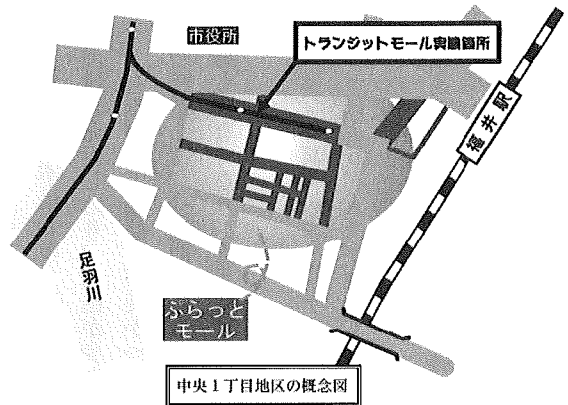 市役所
トランジットモール実験箇所
福井駅
足羽川
ふらっと
モール
中央1丁目地区の概念図